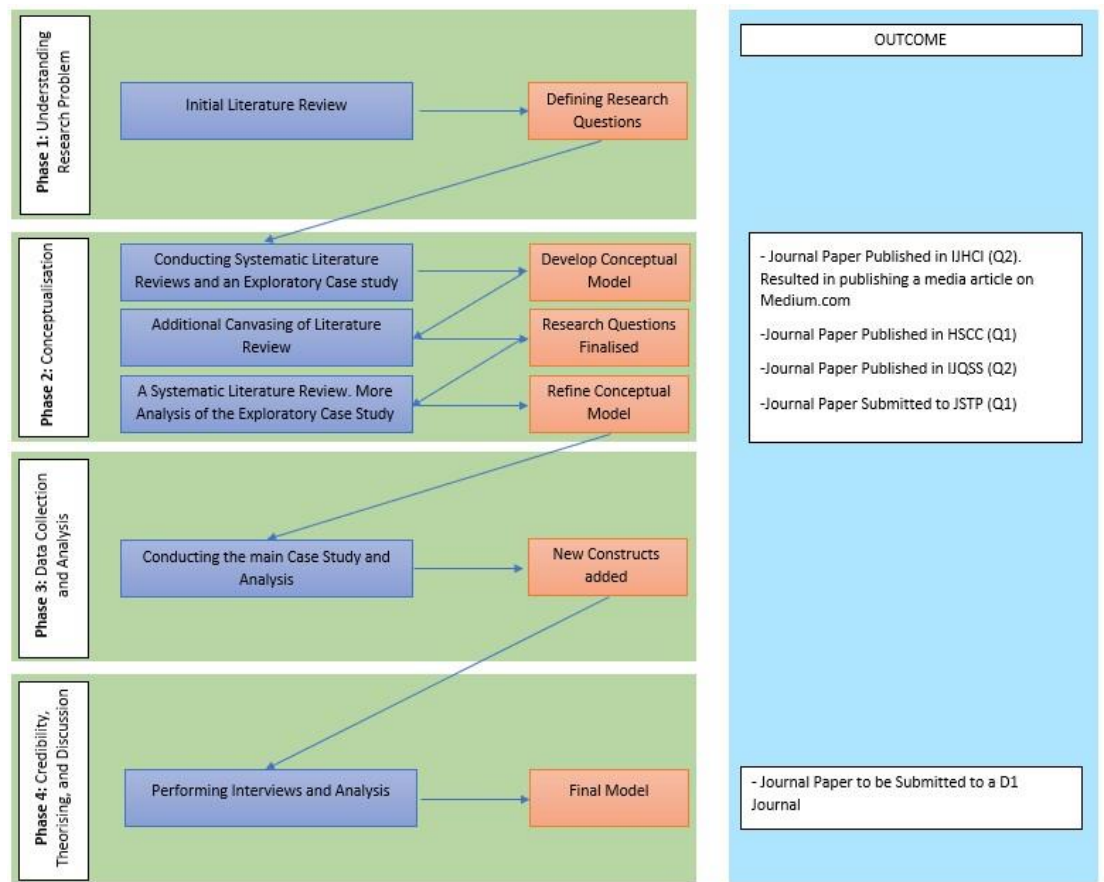 OUTCOME
Phase 1: Understanding
Research Problem
Initial Literature Review
Defining Research
Questions
Phase 2: Conceptualisation
Conducting Systematic Literature
Reviews and an Exploratory Case study
Develop Conceptual
Model
Additional Canvasing of Literature
Review
Research Questions
Finalised
A Systematic Literature Review. More
Analysis of the Exploratory Case Study
Refine Conceptual
Model
- Journal Paper Published in IJHCI (Q2).
Resulted in publishing a media article on
Medium.com
-Journal Paper Published in HSCC (Q1)
-Journal Paper Published in IJQSS (Q2)
-Journal Paper Submitted to JSTP (Q1)
Phase 3: Data Collection
and Analysis
Conducting the main Case Study and
Analysis
New Constructs
added
Phase 4: Credibility,
Theorising, and Discussion
Performing Interviews and Analysis
Final Model
- Journal Paper to be Submitted to a D1
Journal